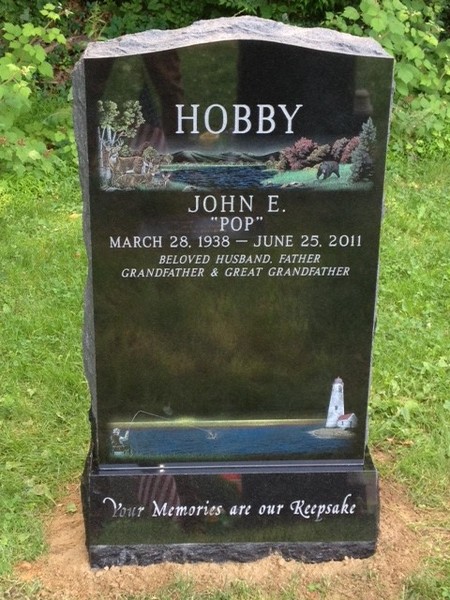 HOBBY
JOHN E.
"POP"
MARCH 28, 1938 — JUNE 25, 2011
BELOVED HUSBAND, FATHER
GRANDFATHER & GREAT GRANDFATHER
Your Memories are our Keepsake